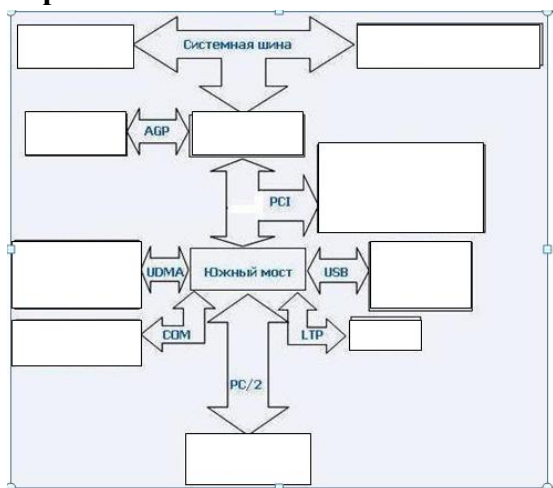 Системная шина
AGP
PCI
UDMA
Южный мост
USB
COM
LTP
PC/2